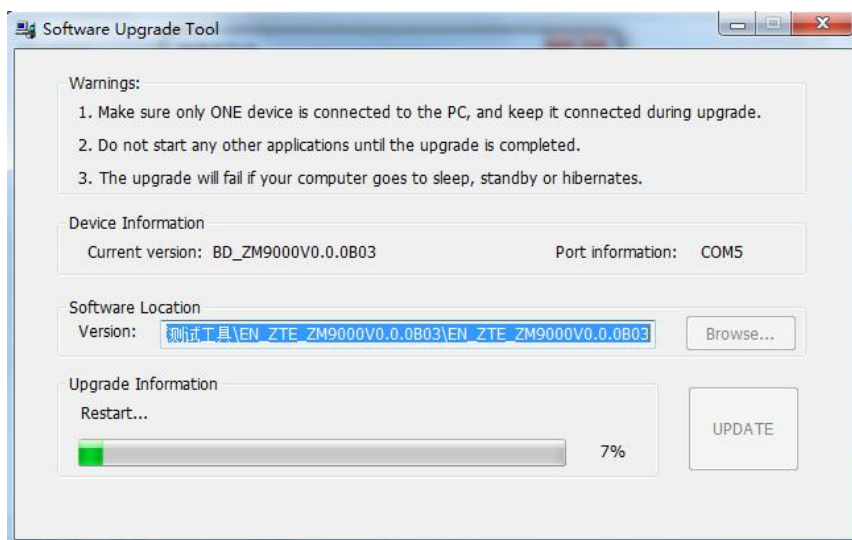 Software Upgrade Tool
Warnings:
1. Make sure only ONE device is connected to the PC, and keep it connected during upgrade.
2. Do not start any other applications until the upgrade is completed.
3. The upgrade will fail if your computer goes to sleep, standby or hibernates.
Device Information
Current version: BD_ZM9000V0.0.0B03 Port information: COM5
Software Location
Version: 测试工具\EN_ZTE_ZM9000V0.0.0B03\EN_ZTE_ZM9000V0.0.0B03 Browse...
Upgrade Information
Restart...
7%
UPDATE